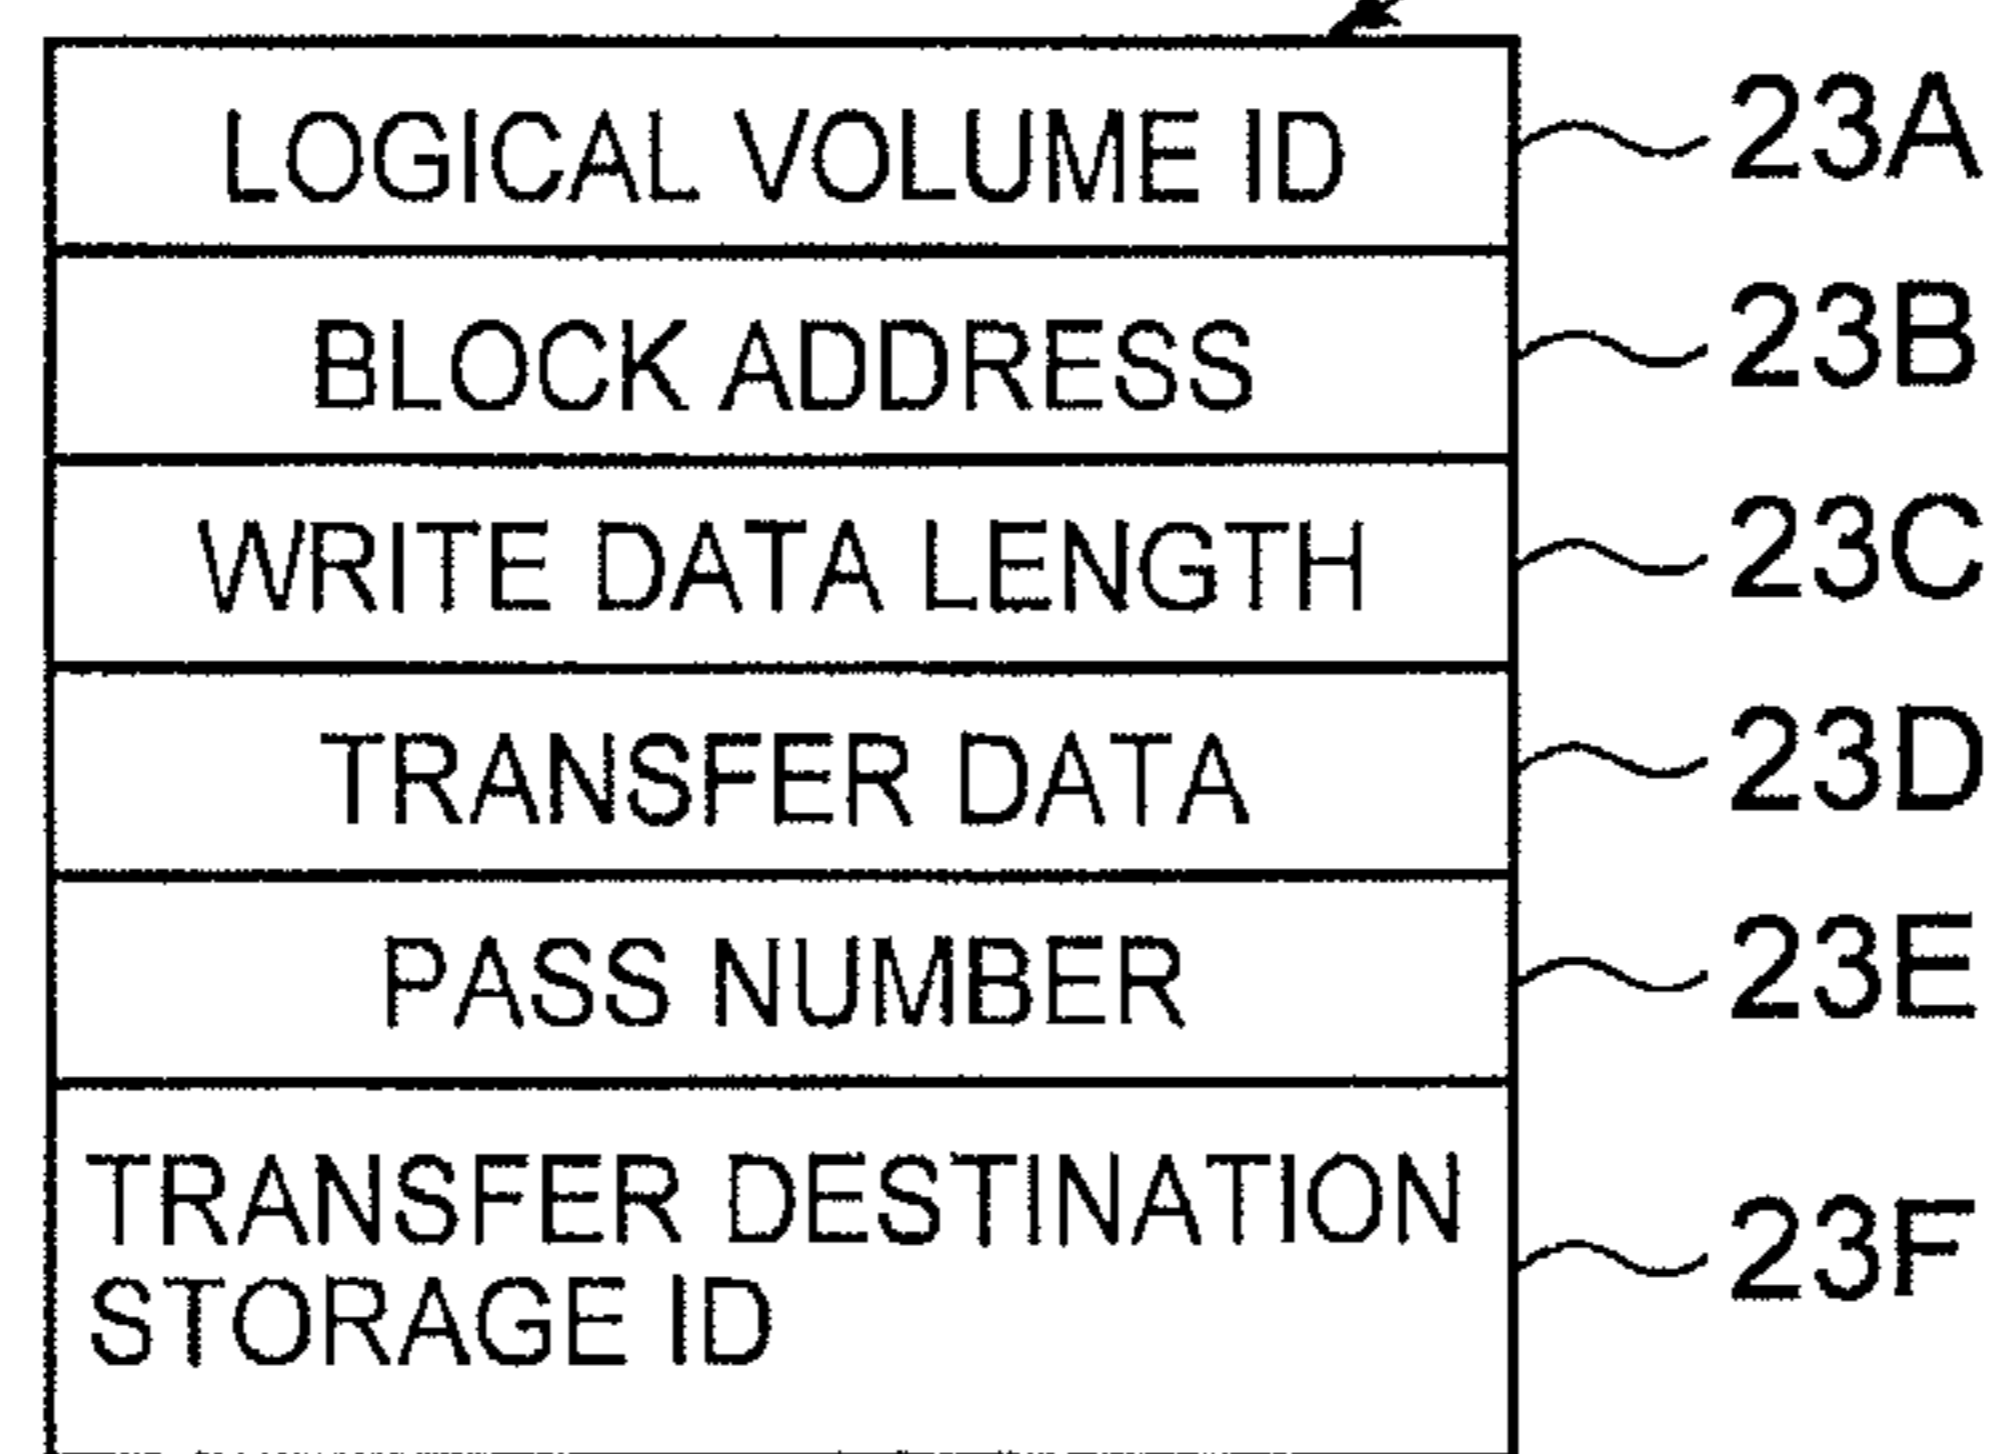 LOGICAL VOLUME ID 23A
BLOCK ADDRESS 23B
WRITE DATA LENGTH 23C
TRANSFER DATA 23D
PASS NUMBER 23E
TRANSFER DESTINATION
STORAGE ID 23F